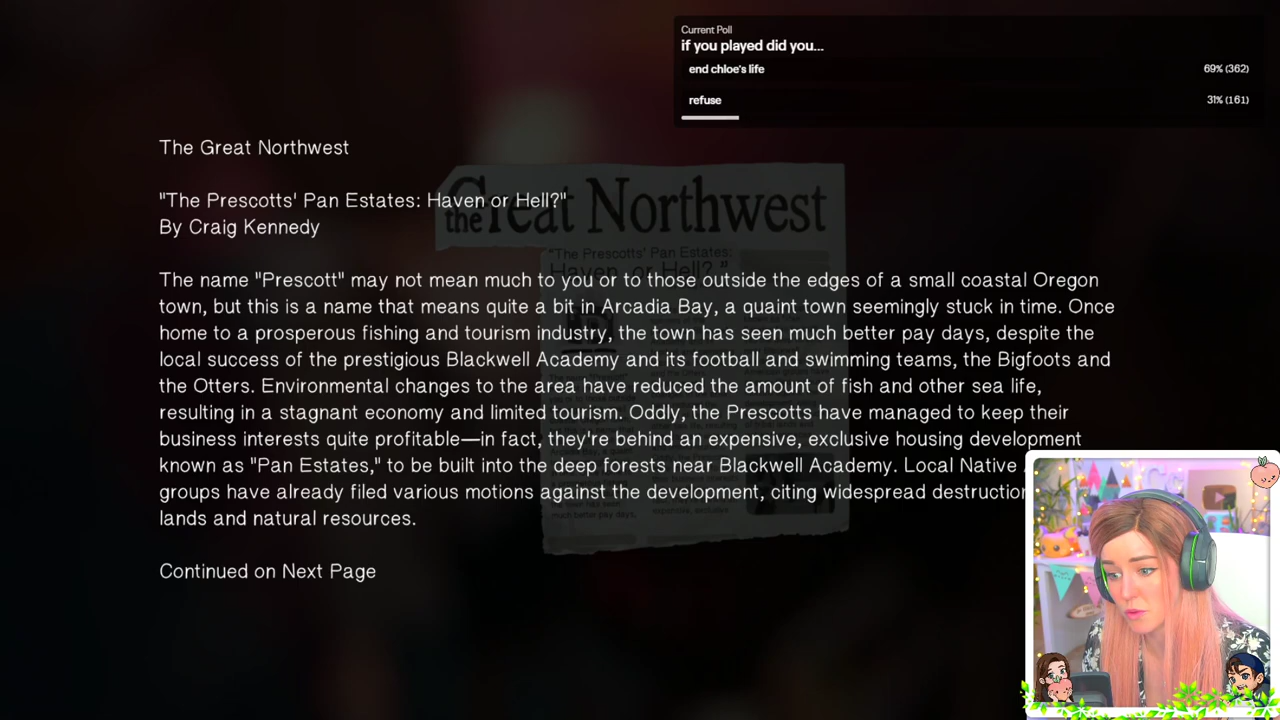 Current Poll
if you played did you...
end chloe's life 69% (362)
refuse 31% (161)
The Great Northwest
"The Prescotts' Pan Estates: Haven or Hell?"
By Craig Kennedy
The name "Prescott" may not mean much to you or to those outside the edges of a small coastal Oregon
town, but this is a name that means quite a bit in Arcadia Bay, a quaint town seemingly stuck in time. Once
home to a prosperous fishing and tourism industry, the town has seen much better pay days, despite the
local success of the prestigious Blackwell Academy and its football and swimming teams, the Bigfoots and
the Otters. Environmental changes to the area have reduced the amount of fish and other sea life,
resulting in a stagnant economy and limited tourism. Oddly, the Prescotts have managed to keep their
business interests quite profitable—in fact, they're behind an expensive, exclusive housing development
known as "Pan Estates," to be built into the deep forests near Blackwell Academy. Local Native
groups have already filed various motions against the development, citing widespread destruction
lands and natural resources.
Continued on Next Page
the Great Northwest
"The Prescotts' Pan Estates:
Haven or Hell?"